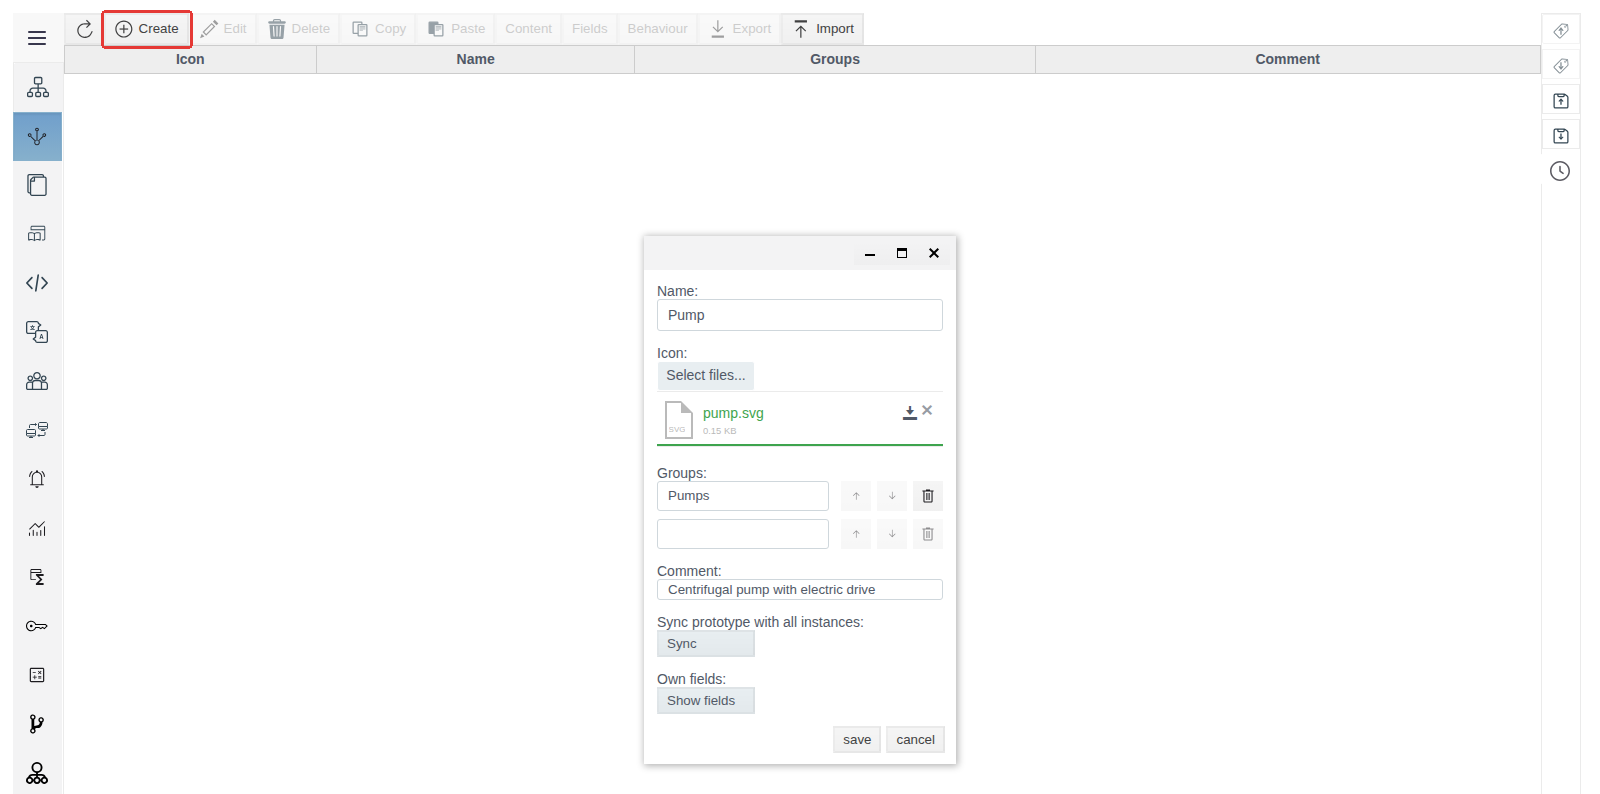 Create Edit Delete Copy Paste Content Fields Behaviour Export Import
Icon Name Groups Comment
Name:
Pump
Icon:
Select files...
SVG
pump.svg
0.15 KB
Groups:
Pumps
Comment:
Centrifugal pump with electric drive
Sync prototype with all instances:
Sync
Own fields:
Show fields
save cancel